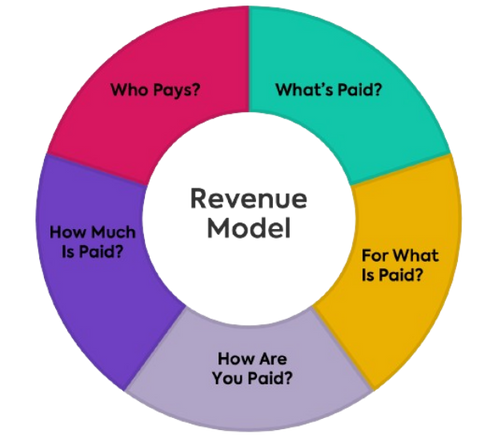 Who Pays?
What's Paid?
Revenue
Model
How Much
Is Paid?
For What
Is Paid?
How Are
You Paid?